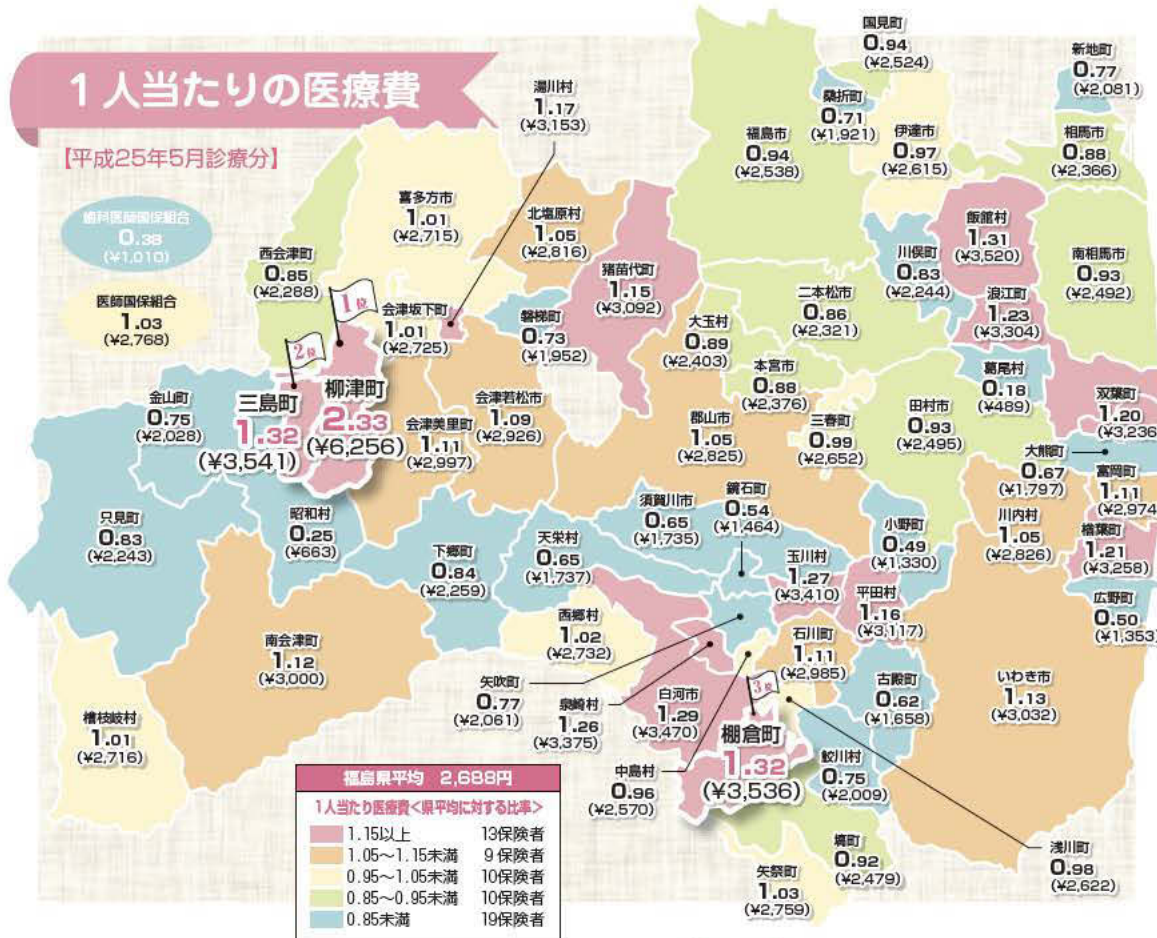 1人当たりの医療費
【平成25年5月診療分】
歯科医師国保組合
0.38
(¥1,010)
医師国保組合
1.03
(¥2,768)
湯川村
1.17
(¥3,153)
喜多方市
1.01
(¥2,715)
北塩原村
1.05
(¥2,816)
西会津町
0.85
(¥2,288)
猪苗代町
1.15
(¥3,092)
磐梯町
0.73
(¥1,952)
会津坂下町
1.01
(¥2,725)
1位
柳津町
2.33
(¥6,256)
2位
三島町
1.32
(¥3,541)
金山町
0.75
(¥2,028)
会津美里町
1.11
(¥2,997)
会津若松市
1.09
(¥2,926)
只見町
0.83
(¥2,243)
昭和村
0.25
(¥663)
下郷町
0.84
(¥2,259)
南会津町
1.12
(¥3,000)
檜枝岐村
1.01
(¥2,716)
国見町
0.94
(¥2,524)
新地町
0.77
(¥2,081)
桑折町
0.71
(¥1,921)
福島市
0.94
(¥2,538)
伊達市
0.97
(¥2,615)
相馬市
0.88
(¥2,366)
飯舘村
1.31
(¥3,520)
川俣町
0.83
(¥2,244)
南相馬市
0.93
(¥2,492)
浪江町
1.23
(¥3,304)
二本松市
0.86
(¥2,321)
大玉村
0.89
(¥2,403)
本宮市
0.88
(¥2,376)
葛尾村
0.18
(¥489)
双葉町
1.20
(¥3,236
田村市
0.93
(¥2,495)
三春町
0.99
(¥2,652)
郡山市
1.05
(¥2,825)
大熊町
0.67
(¥1,797)
富岡町
1.11
(¥2,974)
川内村
1.05
(¥2,826)
楢葉町
1.21
(¥3,258)
広野町
0.50
(¥1,353)
須賀川市
0.65
(¥1,735)
鏡石町
0.54
(¥1,464)
天栄村
0.65
(¥1,737)
小野町
0.49
(¥1,330)
玉川村
1.27
(¥3,410)
平田村
1.16
(¥3,117)
西郷村
1.02
(¥2,732)
石川町
1.11
(¥2,985)
古殿町
0.62
(¥1,658)
いわき市
1.13
(¥3,032)
矢吹町
0.77
(¥2,061)
泉崎村
1.26
(¥3,375)
白河市
1.29
(¥3,470)
3位
棚倉町
1.32
(¥3,536)
中島村
0.96
(¥2,570)
鮫川村
0.75
(¥2,009)
浅川町
0.98
(¥2,622)
塙町
0.92
(¥2,479)
矢祭町
1.03
(¥2,759)
福島県平均 2,688円
1人当たり医療費<県平均に対する比率>
1.15以上 13保険者
1.05～1.15未満 9保険者
0.95～1.05未満 10保険者
0.85～0.95未満 10保険者
0.85未満 19保険者